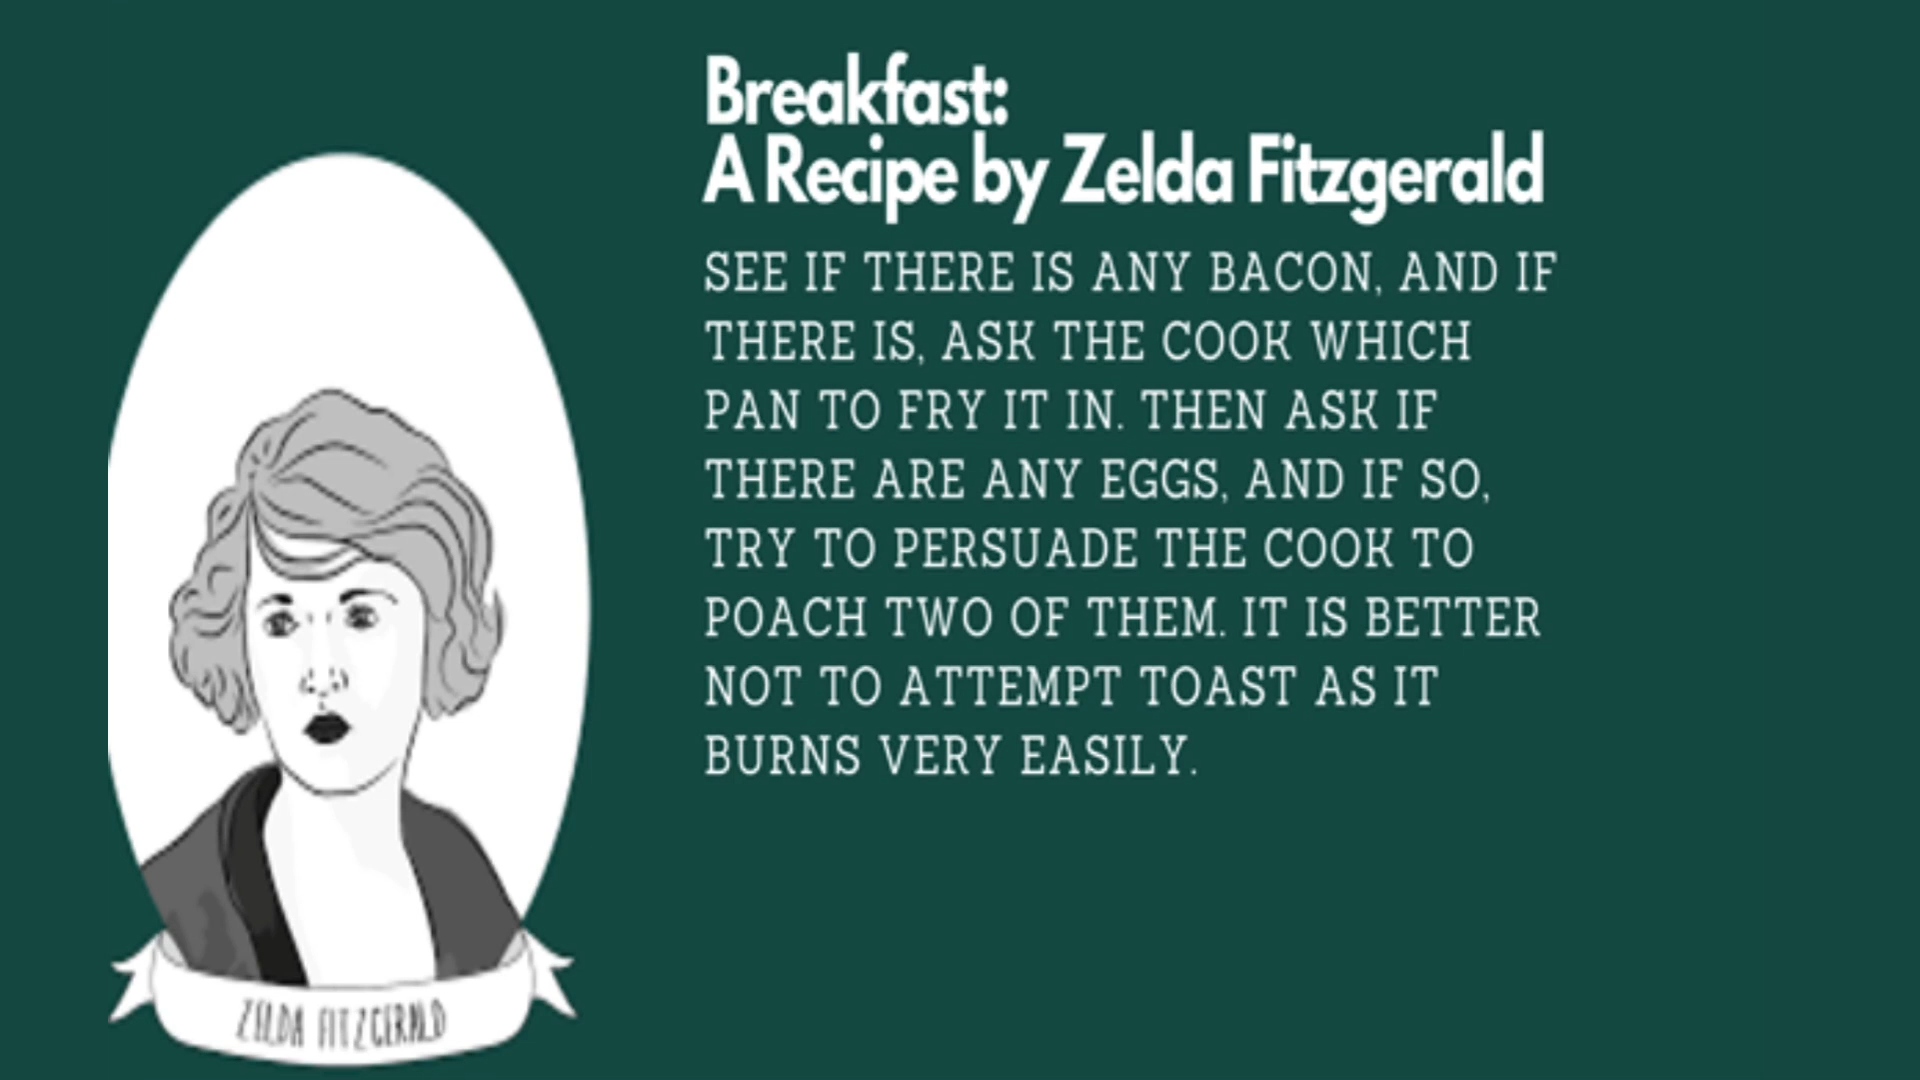 Breakfast:
A Recipe by Zelda Fitzgerald
SEE IF THERE IS ANY BACON, AND IF
THERE IS, ASK THE COOK WHICH
PAN TO FRY IT IN. THEN ASK IF
THERE ARE ANY EGGS, AND IF SO,
TRY TO PERSUADE THE COOK TO
POACH TWO OF THEM. IT IS BETTER
NOT TO ATTEMPT TOAST AS IT
BURNS VERY EASILY.
ZELDA FITZGERALD